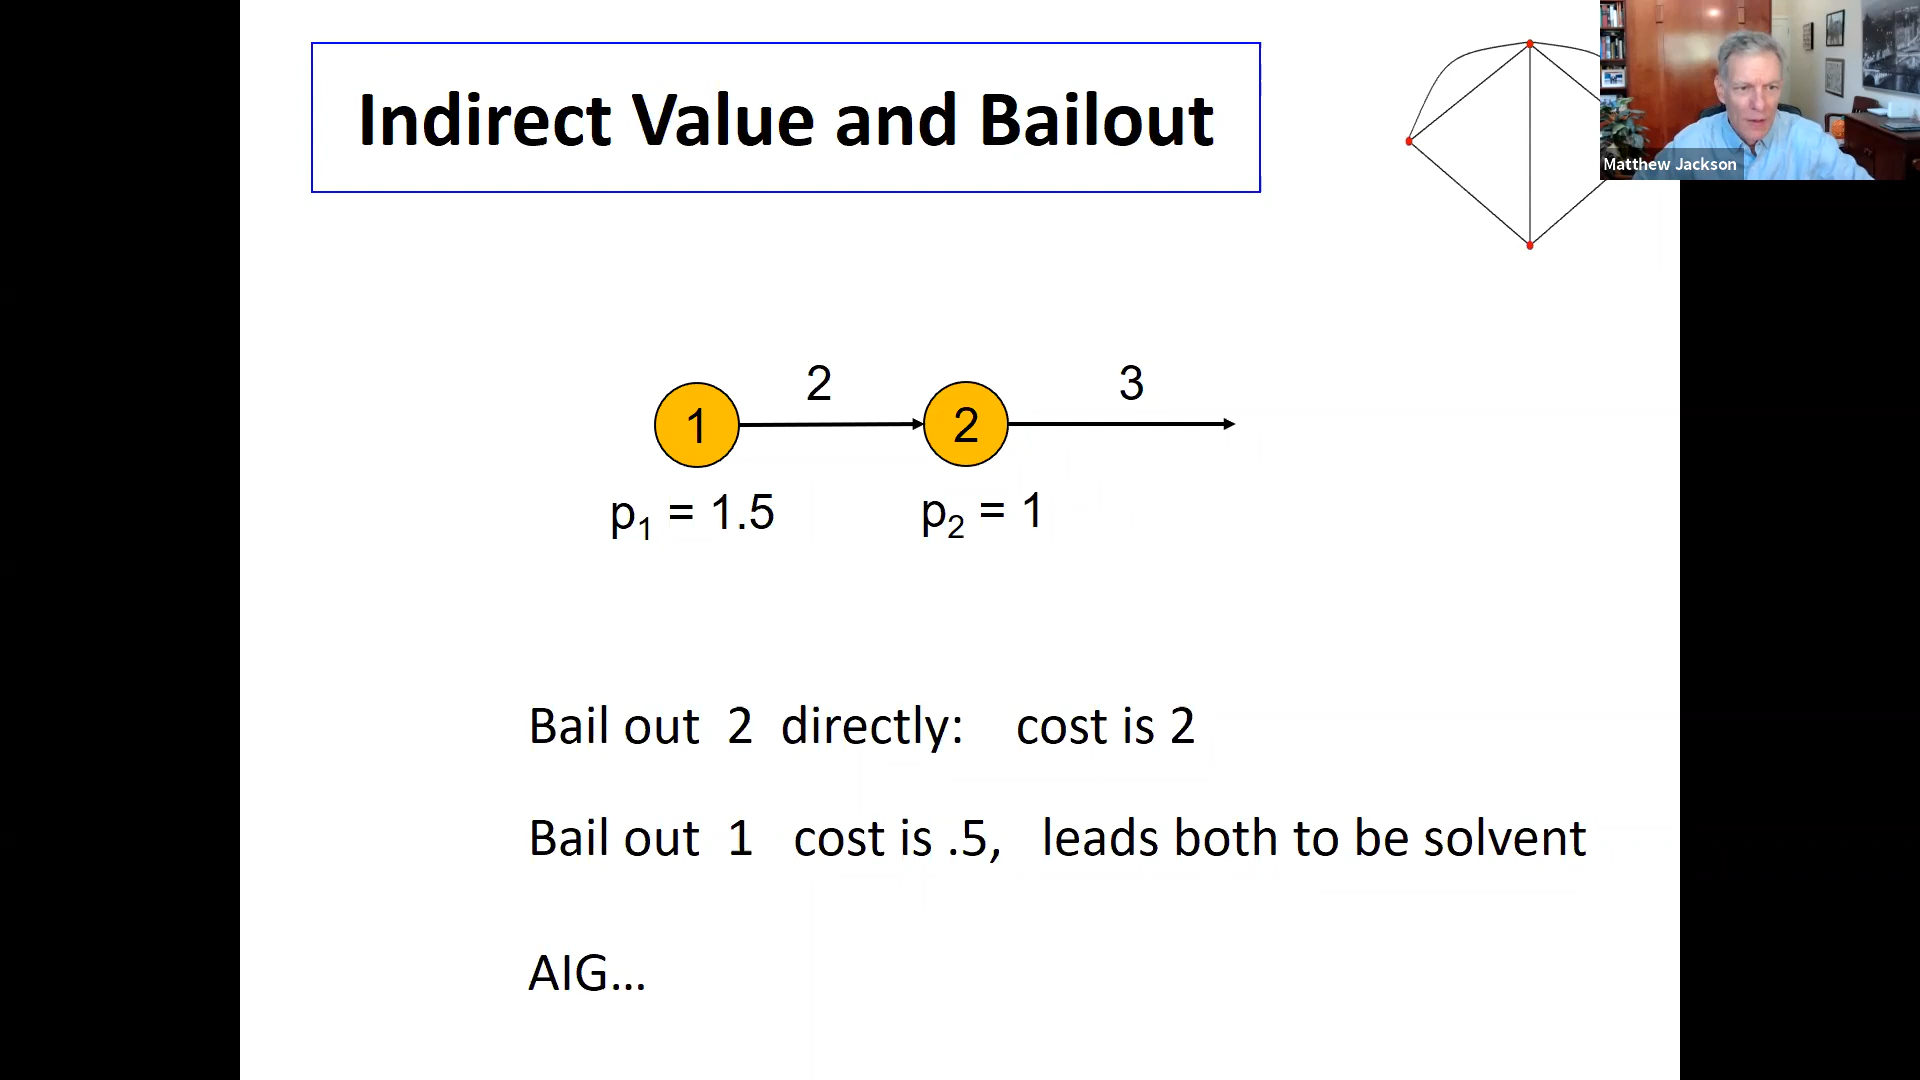 Indirect Value and Bailout
Matthew Jackson
2
3
1
2
p₁ = 1.5
p₂ = 1
Bail out 2 directly: cost is 2
Bail out 1 cost is .5, leads both to be solvent
AIG...